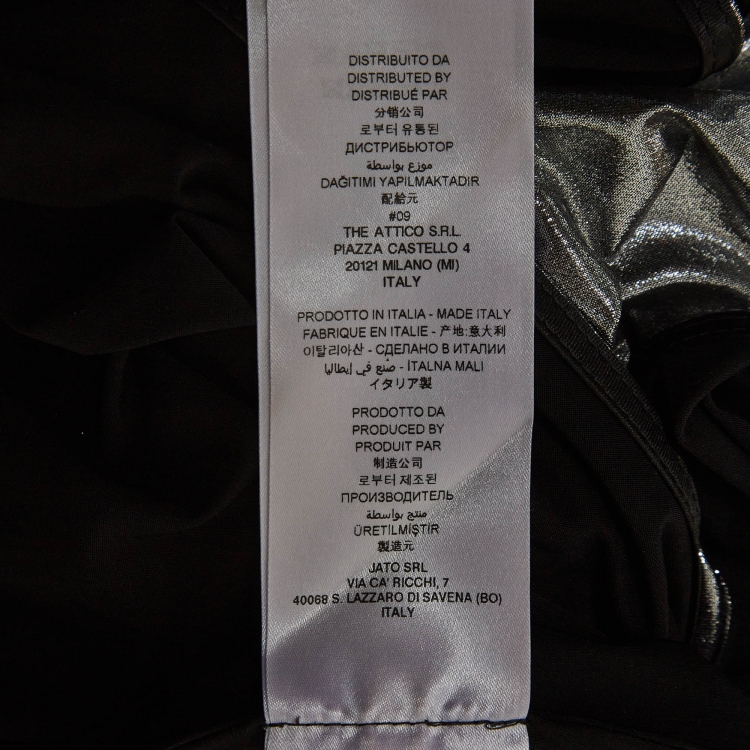 DISTRIBUITO DA
DISTRIBUTED BY
DISTRIBUÉ PAR
分销公司
로부터 유통된
ДИСТРИБЬЮТОР
موزع بواسطة
DAĞITIMI YAPILMAKTADIR
配給元
#09
THE ATTICO S.R.L.
PIAZZA CASTELLO 4
20121 MILANO (MI)
ITALY
PRODOTTO IN ITALIA - MADE ITALY
FABRIQUE EN ITALIE - 产地:意大利
이탈리아산 - СДЕЛАНО В ИТАЛИИ
صنع في إيطاليا - İTALNA MALI
イタリア製
PRODOTTO DA
PRODUCED BY
PRODUIT PAR
制造公司
로부터 제조된
ПРОИЗВОДИТЕЛЬ
منتج بواسطة
ÜRETİLMİŞTİR
製造元
JATO SRL
VIA CA' RICCHI, 7
40068 S. LAZZARO DI SAVENA (BO)
ITALY